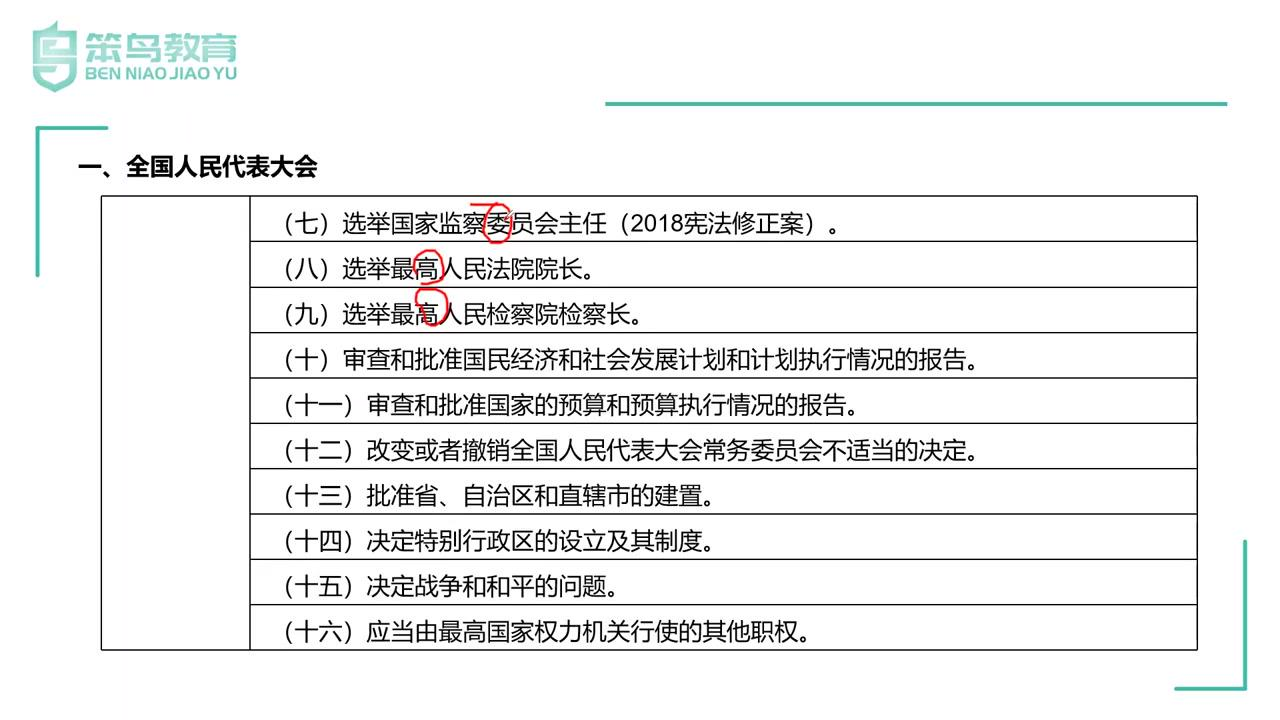 笨鸟教育
BEN NIAO JIAO YU
一、全国人民代表大会
（七）选举国家监察委员会主任（2018宪法修正案）。
（八）选举最高人民法院院长。
（九）选举最高人民检察院检察长。
（十）审查和批准国民经济和社会发展计划和计划执行情况的报告。
（十一）审查和批准国家的预算和预算执行情况的报告。
（十二）改变或者撤销全国人民代表大会常务委员会不适当的决定。
（十三）批准省、自治区和直辖市的建置。
（十四）决定特别行政区的设立及其制度。
（十五）决定战争和和平的问题。
（十六）应当由最高国家权力机关行使的其他职权。